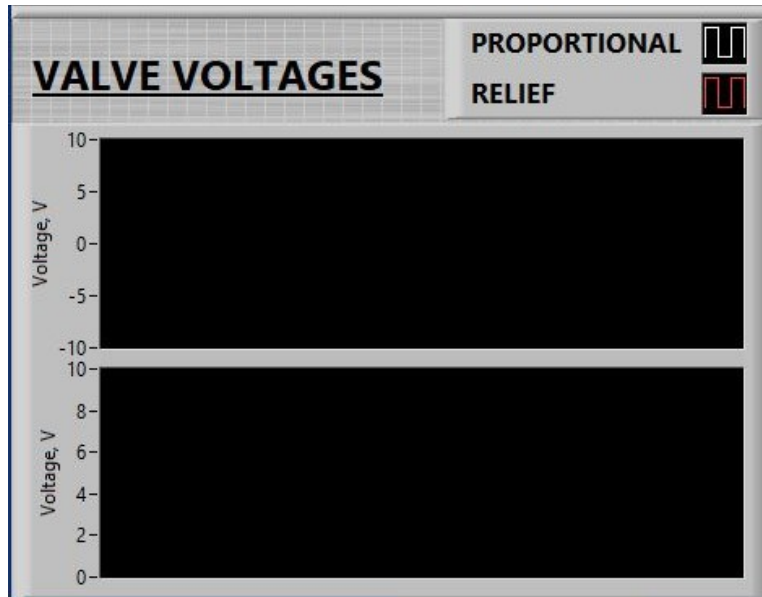 VALVE VOLTAGES
PROPORTIONAL
RELIEF
10
5
0
-5
-10
Voltage, V
10
8
6
4
2
0
Voltage, V